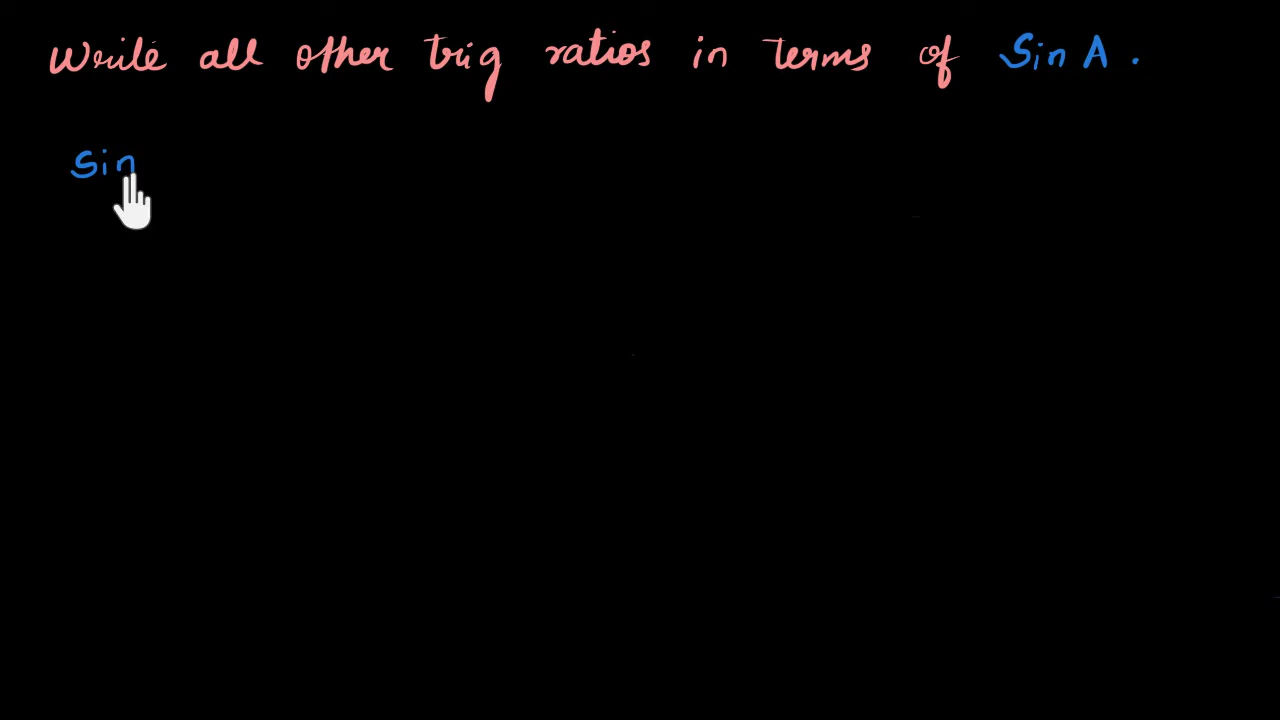 Write all other trig ratios in terms of Sin A.
Sin